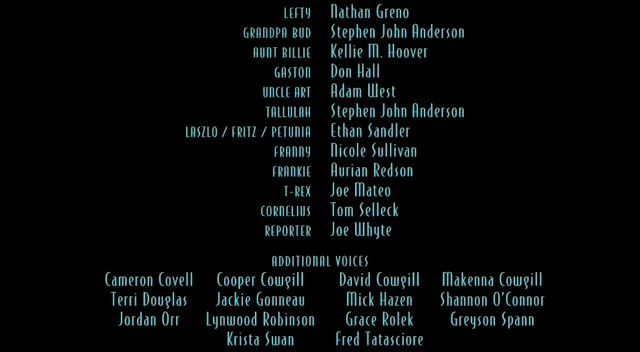 LEFTY Nathan Greno
GRANDPA BUD Stephen John Anderson
AUNT BILLIE Kellie M. Hoover
GASTON Don Hall
UNCLE ART Adam West
TALLULAH Stephen John Anderson
LASZLO / FRITZ / PETUNIA Ethan Sandler
FRANNY Nicole Sullivan
FRANKIE Aurian Redson
T-REX Joe Mateo
CORNELIUS Tom Selleck
REPORTER Joe Whyte
ADDITIONAL VOICES
Cameron Covell Cooper Cowgill David Cowgill Makenna Cowgill
Terri Douglas Jackie Gonneau Mick Hazen Shannon O'Connor
Jordan Orr Lynwood Robinson Grace Rolek Greyson Spann
Krista Swan Fred Tatasciore